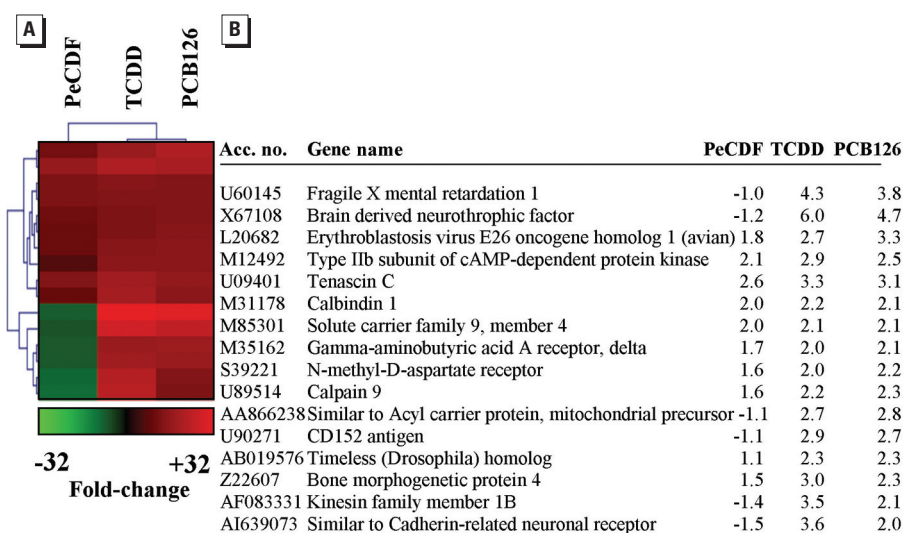 A B
PeCDF TCDD PCB126
Acc. no. Gene name PeCDF TCDD PCB126
U60145 Fragile X mental retardation 1 -1.0 4.3 3.8
X67108 Brain derived neurothrophic factor -1.2 6.0 4.7
L20682 Erythroblastosis virus E26 oncogene homolog 1 (avian) 1.8 2.7 3.3
M12492 Type IIb subunit of cAMP-dependent protein kinase 2.1 2.9 2.5
U09401 Tenascin C 2.6 3.3 3.1
M31178 Calbindin 1 2.0 2.2 2.1
M85301 Solute carrier family 9, member 4 2.0 2.1 2.1
M35162 Gamma-aminobutyric acid A receptor, delta 1.7 2.0 2.1
S39221 N-methyl-D-aspartate receptor 1.6 2.0 2.2
U89514 Calpain 9 1.6 2.2 2.3
AA866238 Similar to Acyl carrier protein, mitochondrial precursor -1.1 2.7 2.8
U90271 CD152 antigen -1.1 2.9 2.7
AB019576 Timeless (Drosophila) homolog 1.1 2.3 2.3
Z22607 Bone morphogenetic protein 4 1.5 3.0 2.3
AF083331 Kinesin family member 1B -1.4 3.5 2.1
AI639073 Similar to Cadherin-related neuronal receptor -1.5 3.6 2.0
-32 +32
Fold-change